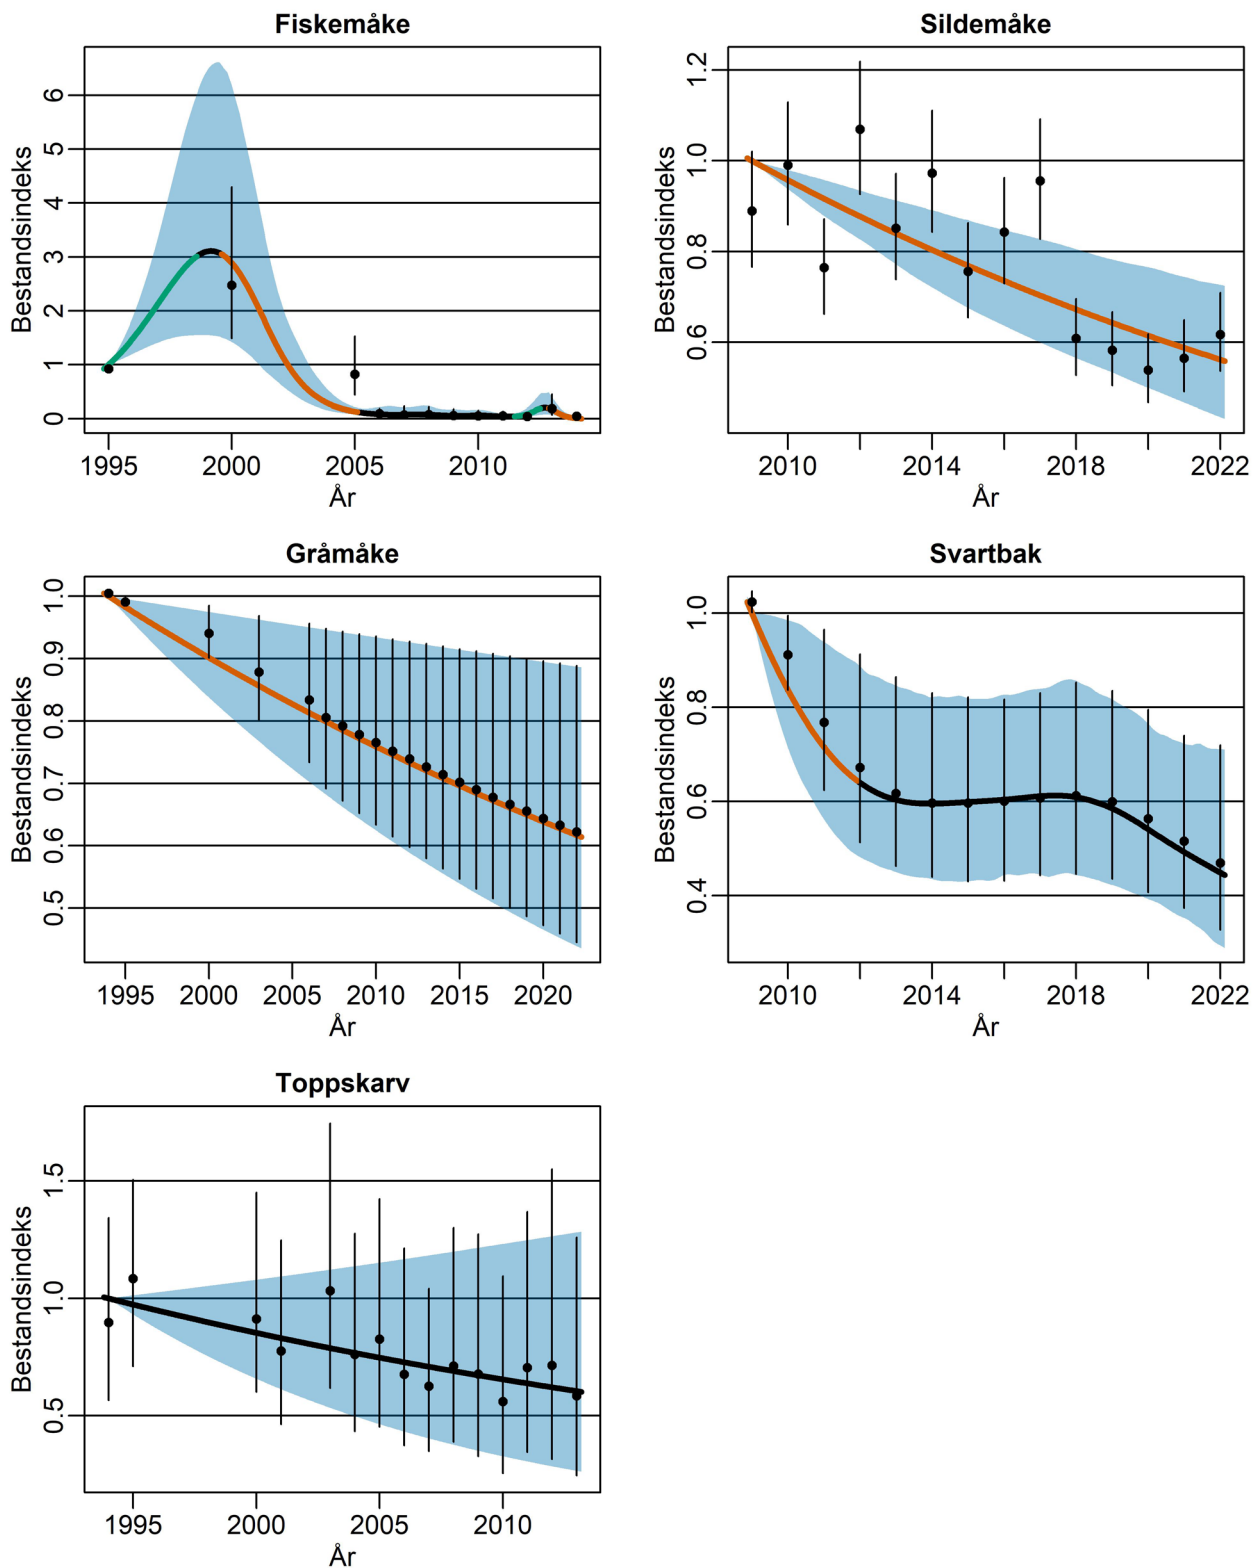 Fiskemåke
Bestandsindeks
6
5
4
3
2
1
0
1995 2000 2005 2010
År
Sildemåke
Bestandsindeks
1.2
1.0
0.8
0.6
2010 2014 2018 2022
År
Gråmåke
Bestandsindeks
1.0
0.9
0.8
0.7
0.6
0.5
1995 2000 2005 2010 2015 2020
År
Svartbak
Bestandsindeks
1.0
0.8
0.6
0.4
2010 2014 2018 2022
År
Toppskarv
Bestandsindeks
1.5
1.0
0.5
1995 2000 2005 2010
År